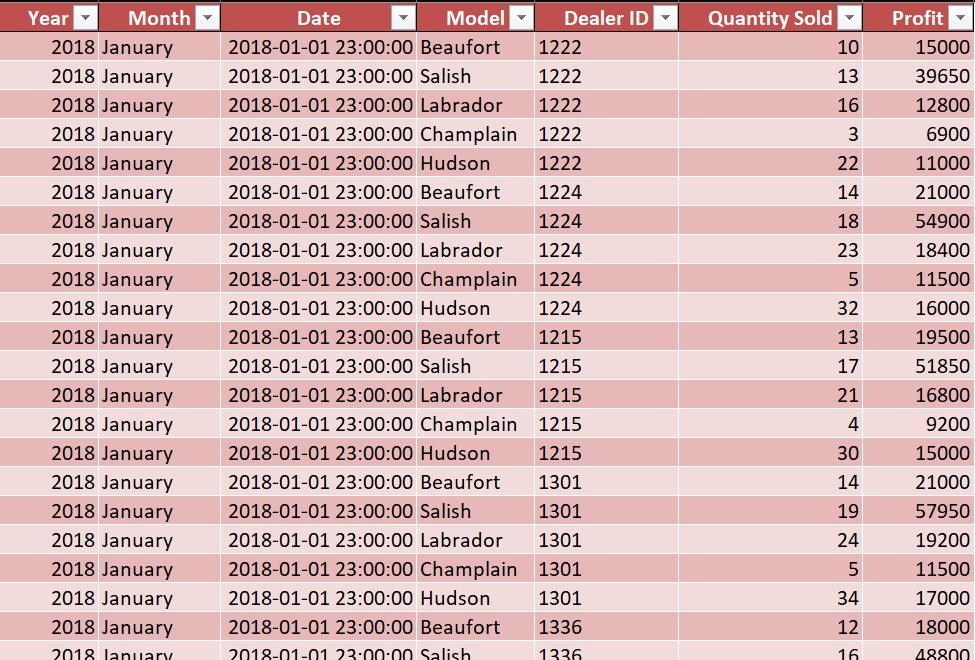 Year Month Date Model Dealer ID Quantity Sold Profit
2018 January 2018-01-01 23:00:00 Beaufort 1222 10 15000
2018 January 2018-01-01 23:00:00 Salish 1222 13 39650
2018 January 2018-01-01 23:00:00 Labrador 1222 16 12800
2018 January 2018-01-01 23:00:00 Champlain 1222 3 6900
2018 January 2018-01-01 23:00:00 Hudson 1222 22 11000
2018 January 2018-01-01 23:00:00 Beaufort 1224 14 21000
2018 January 2018-01-01 23:00:00 Salish 1224 18 54900
2018 January 2018-01-01 23:00:00 Labrador 1224 23 18400
2018 January 2018-01-01 23:00:00 Champlain 1224 5 11500
2018 January 2018-01-01 23:00:00 Hudson 1224 32 16000
2018 January 2018-01-01 23:00:00 Beaufort 1215 13 19500
2018 January 2018-01-01 23:00:00 Salish 1215 17 51850
2018 January 2018-01-01 23:00:00 Labrador 1215 21 16800
2018 January 2018-01-01 23:00:00 Champlain 1215 4 9200
2018 January 2018-01-01 23:00:00 Hudson 1215 30 15000
2018 January 2018-01-01 23:00:00 Beaufort 1301 14 21000
2018 January 2018-01-01 23:00:00 Salish 1301 19 57950
2018 January 2018-01-01 23:00:00 Labrador 1301 24 19200
2018 January 2018-01-01 23:00:00 Champlain 1301 5 11500
2018 January 2018-01-01 23:00:00 Hudson 1301 34 17000
2018 January 2018-01-01 23:00:00 Beaufort 1336 12 18000
2018 January 2018-01-01 23:00:00 Salish 1336 16 48800